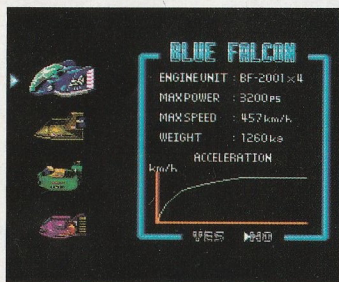 BLUE FALCON
ENGINE UNIT : BF-2001×4
MAX POWER : 3200ps
MAX SPEED : 457km/h
WEIGHT : 1260kg
ACCELERATION
km/h
YES ▶NO